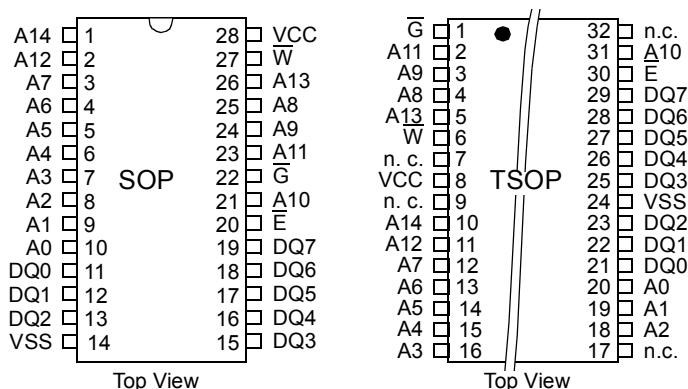 A14 1 28 VCC
A12 2 27 W̅
A7 3 26 A13
A6 4 25 A8
A5 5 24 A9
A4 6 23 A11
A3 7 22 G̅
A2 8 21 A10
A1 9 20 E̅
A0 10 19 DQ7
DQ0 11 18 DQ6
DQ1 12 17 DQ5
DQ2 13 16 DQ4
VSS 14 15 DQ3
SOP
Top View
G̅ 1 32 n.c.
A11 2 31 A10
A9 3 30 E̅
A8 4 29 DQ7
A13 5 28 DQ6
W̅ 6 27 DQ5
n. c. 7 26 DQ4
VCC 8 25 DQ3
n. c. 9 24 VSS
A14 10 23 DQ2
A12 11 22 DQ1
A7 12 21 DQ0
A6 13 20 A0
A5 14 19 A1
A4 15 18 A2
A3 16 17 n.c.
TSOP
Top View